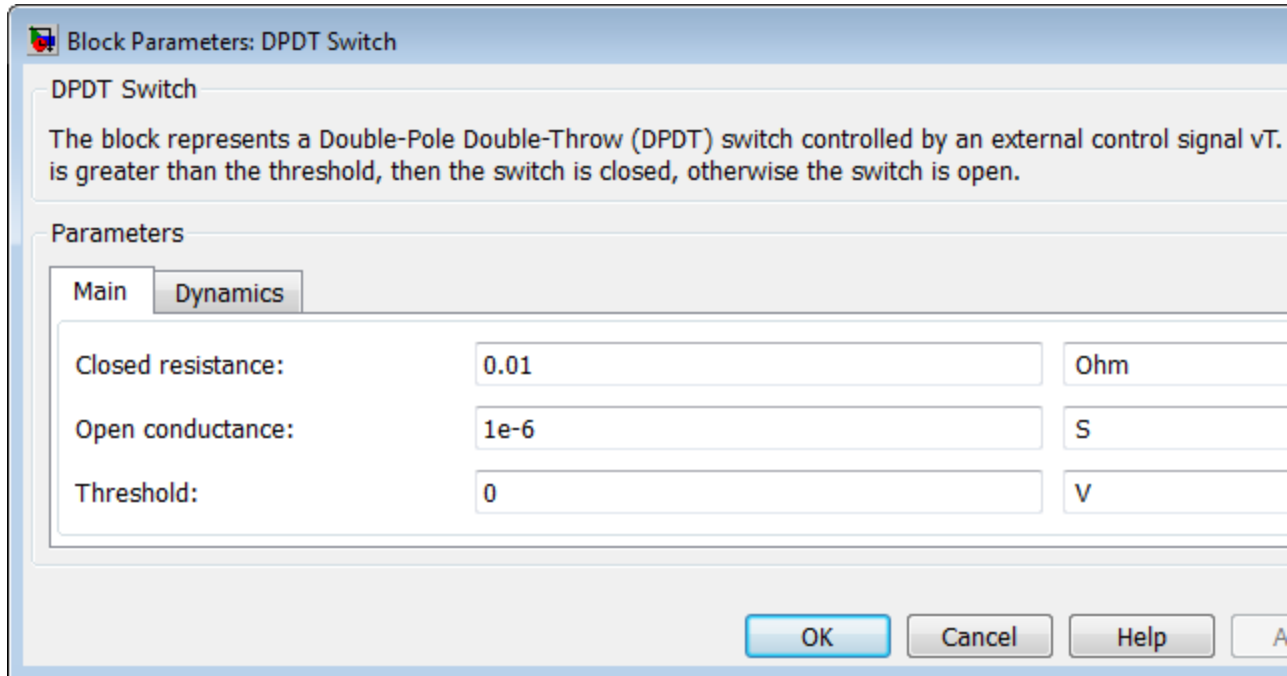 Block Parameters: DPDT Switch
DPDT Switch
The block represents a Double-Pole Double-Throw (DPDT) switch controlled by an external control signal vT.
is greater than the threshold, then the switch is closed, otherwise the switch is open.
Parameters
Main Dynamics
Closed resistance: 0.01 Ohm
Open conductance: 1e-6 S
Threshold: 0 V
OK Cancel Help